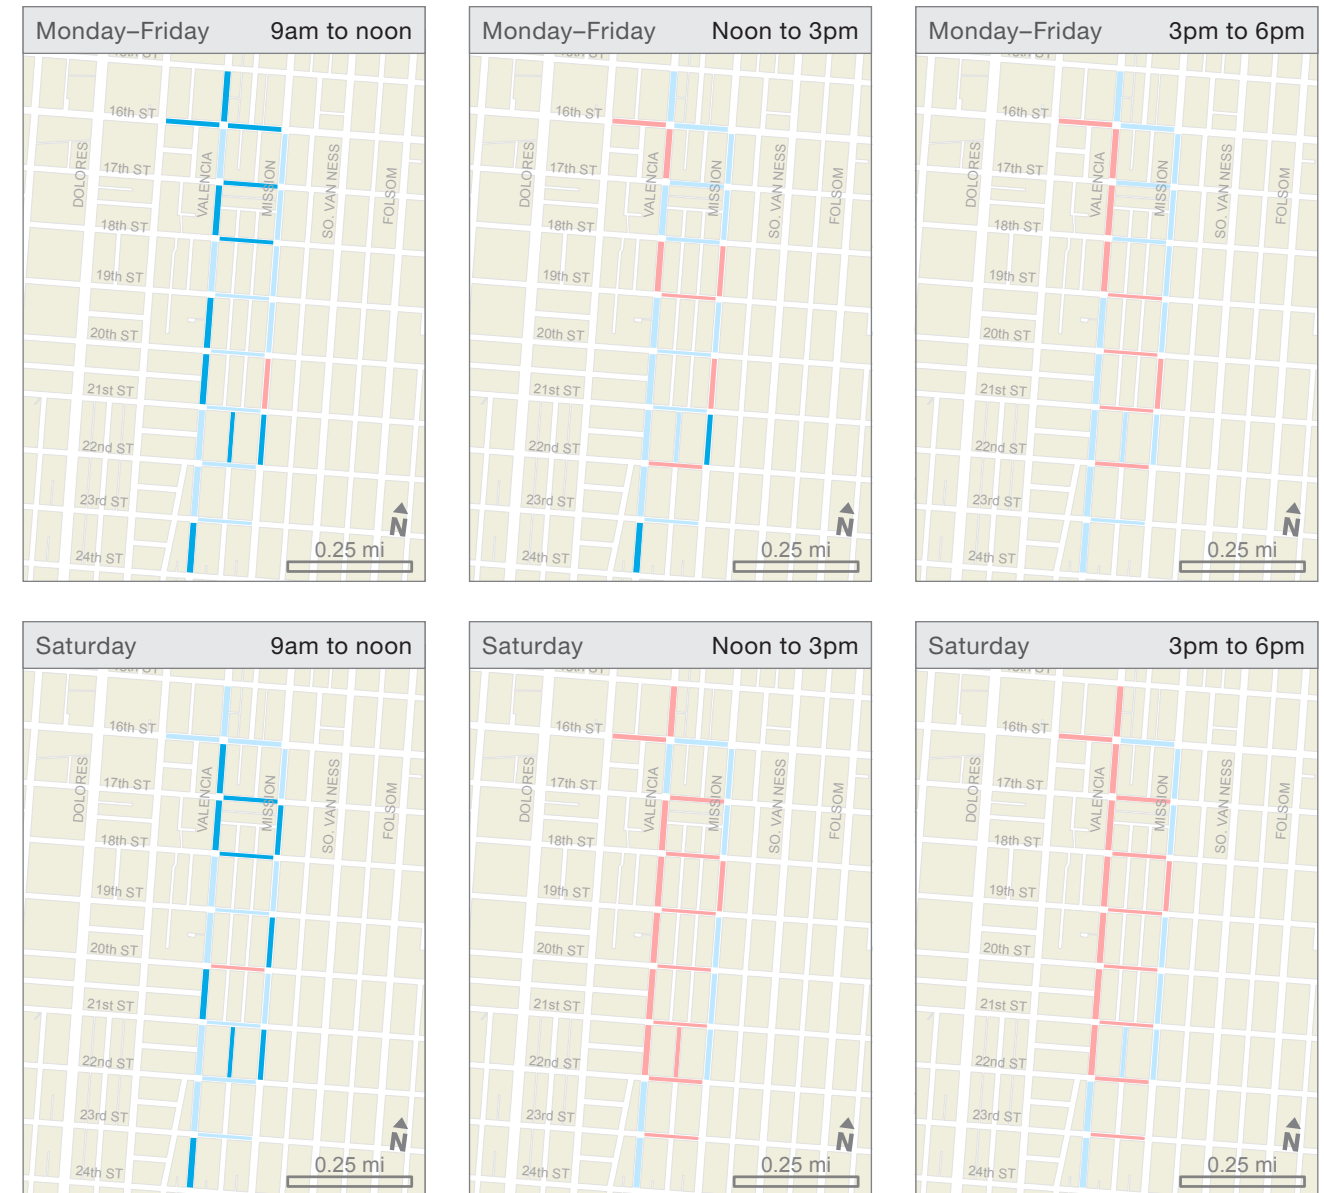 Monday–Friday 9am to noon
16th ST
DOLORES
17th ST
VALENCIA
MISSION
SO. VAN NESS
FOLSOM
18th ST
19th ST
20th ST
21st ST
22nd ST
23rd ST
N
24th ST
0.25 mi
Monday–Friday Noon to 3pm
16th ST
DOLORES
17th ST
VALENCIA
MISSION
SO. VAN NESS
FOLSOM
18th ST
19th ST
20th ST
21st ST
22nd ST
23rd ST
N
24th ST
0.25 mi
Monday–Friday 3pm to 6pm
16th ST
DOLORES
17th ST
VALENCIA
MISSION
SO. VAN NESS
FOLSOM
18th ST
19th ST
20th ST
21st ST
22nd ST
23rd ST
N
24th ST
0.25 mi
Saturday 9am to noon
16th ST
DOLORES
17th ST
VALENCIA
MISSION
SO. VAN NESS
FOLSOM
18th ST
19th ST
20th ST
21st ST
22nd ST
23rd ST
N
24th ST
0.25 mi
Saturday Noon to 3pm
16th ST
DOLORES
17th ST
VALENCIA
MISSION
SO. VAN NESS
FOLSOM
18th ST
19th ST
20th ST
21st ST
22nd ST
23rd ST
N
24th ST
0.25 mi
Saturday 3pm to 6pm
16th ST
DOLORES
17th ST
VALENCIA
MISSION
SO. VAN NESS
FOLSOM
18th ST
19th ST
20th ST
21st ST
22nd ST
23rd ST
N
24th ST
0.25 mi